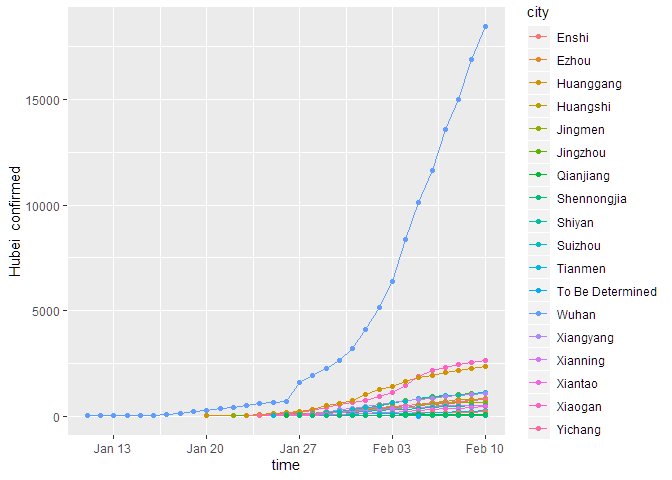 city
Enshi
Ezhou
Huanggang
Huangshi
Jingmen
Jingzhou
Qianjiang
Shennongjia
Shiyan
Suizhou
Tianmen
To Be Determined
Wuhan
Xiangyang
Xianning
Xiantao
Xiaogan
Yichang
Hubei confirmed
15000
10000
5000
0
Jan 13 Jan 20 Jan 27 Feb 03 Feb 10
time